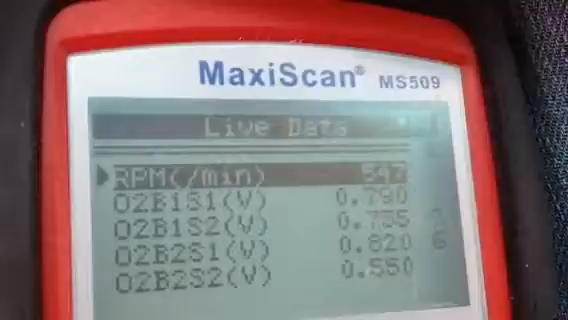 MaxiScan® MS509
Live Data
RPM(/min) 547
O2B1S1(V) 0.790
O2B1S2(V) 0.735
O2B2S1(V) 0.820
O2B2S2(V) 0.550